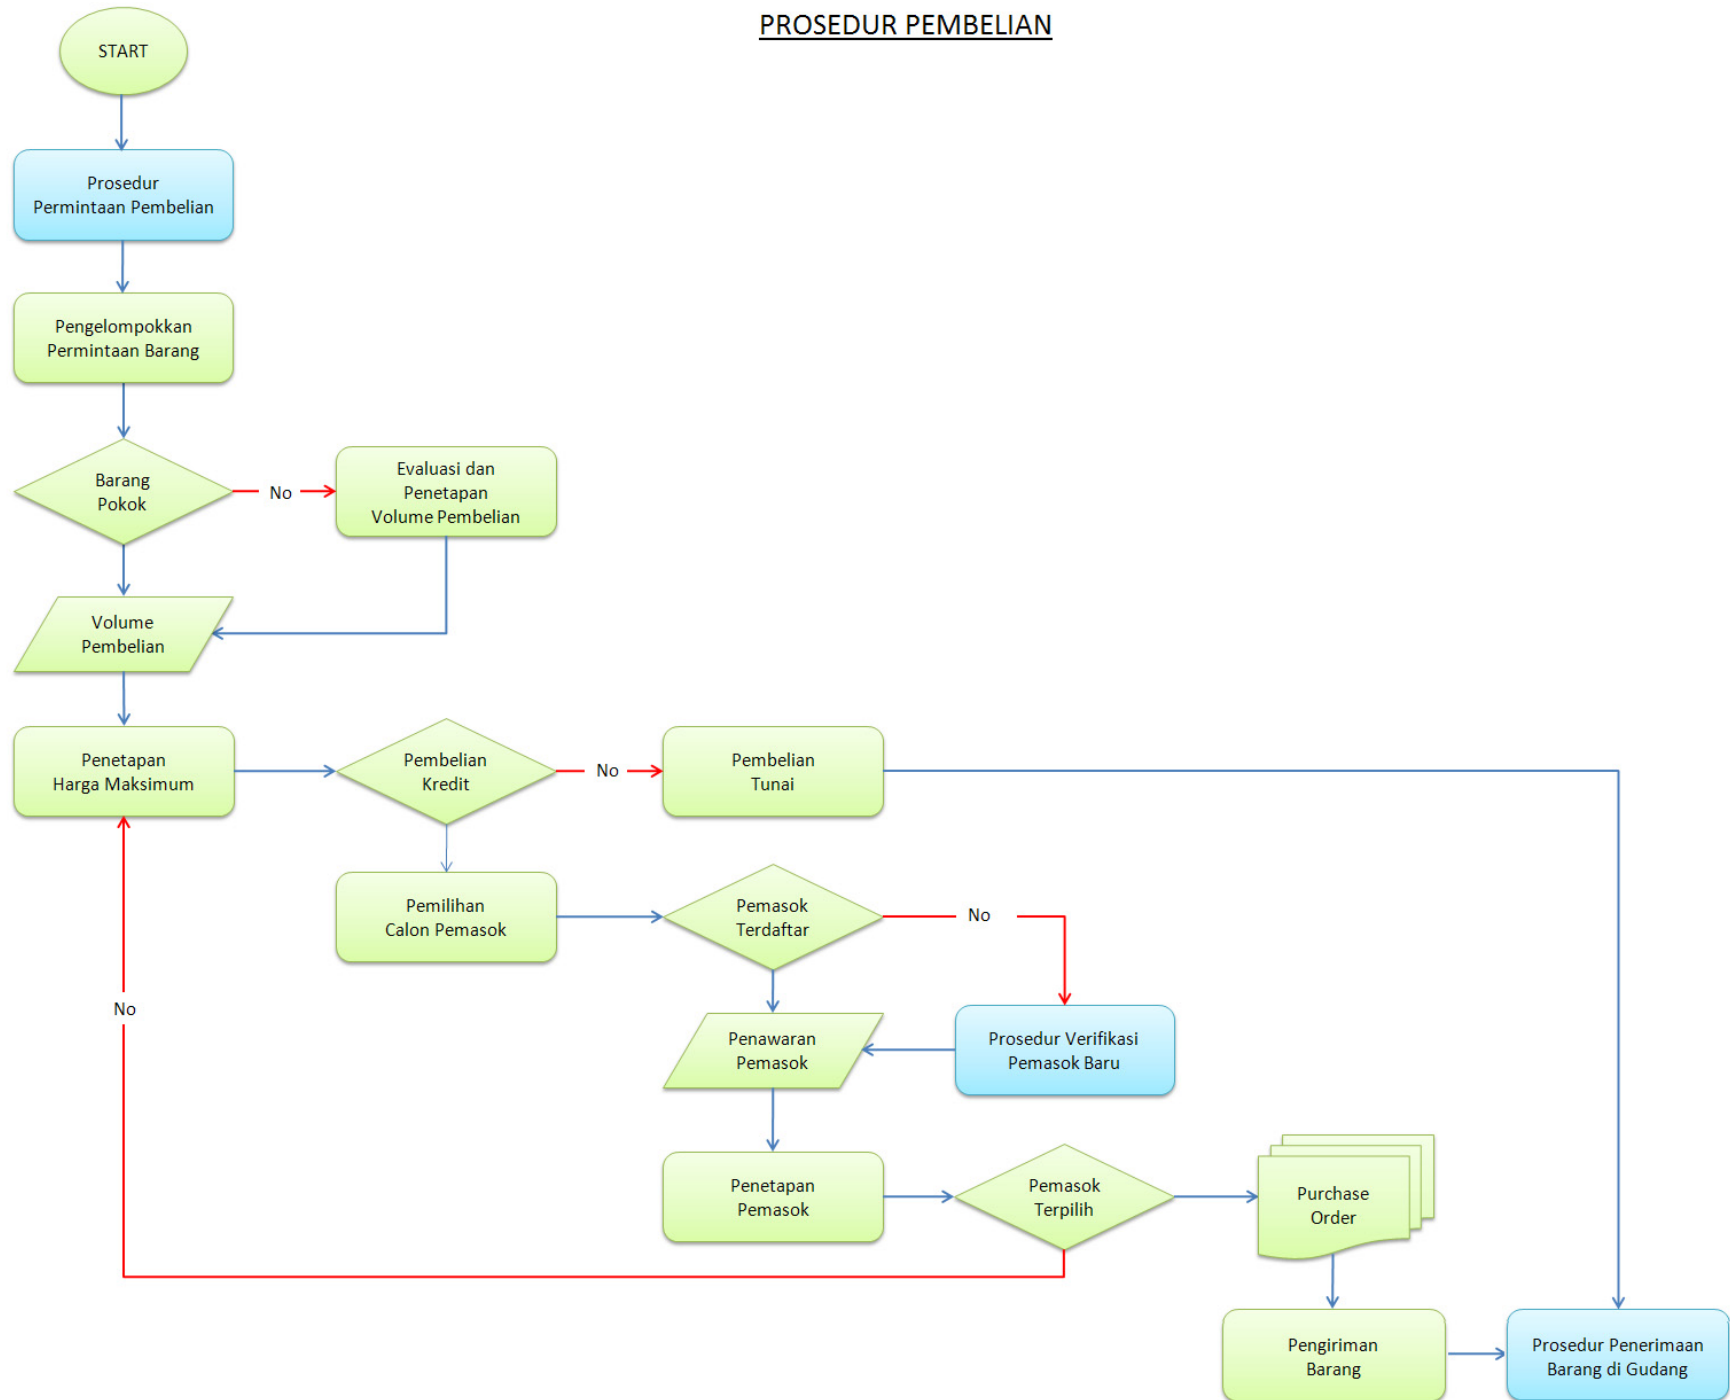 PROSEDUR PEMBELIAN
START
Prosedur
Permintaan Pembelian
Pengelompokkan
Permintaan Barang
Barang
Pokok
No
Evaluasi dan
Penetapan
Volume Pembelian
Volume
Pembelian
Penetapan
Harga Maksimum
Pembelian
Kredit
No
Pembelian
Tunai
Pemilihan
Calon Pemasok
Pemasok
Terdaftar
No
No
Penawaran
Pemasok
Prosedur Verifikasi
Pemasok Baru
Penetapan
Pemasok
Pemasok
Terpilih
Purchase
Order
Pengiriman
Barang
Prosedur Penerimaan
Barang di Gudang